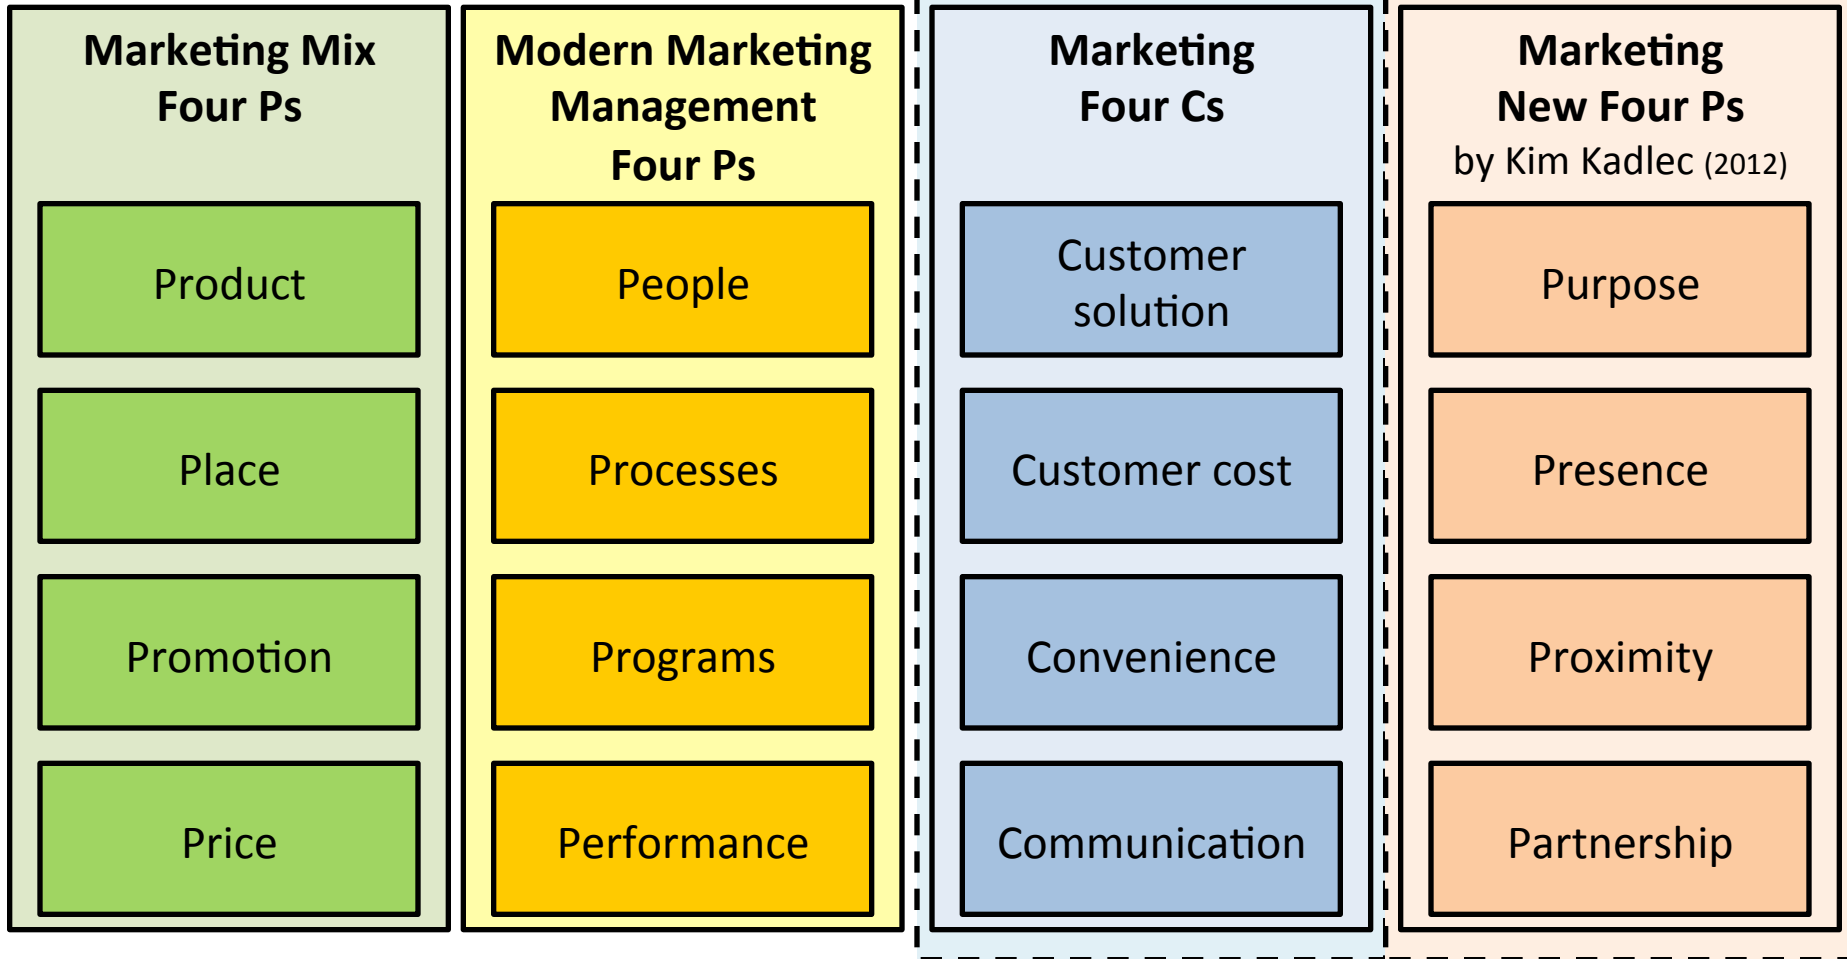 Marketing Mix
Four Ps
Product
Place
Promotion
Price
Modern Marketing
Management
Four Ps
People
Processes
Programs
Performance
Marketing
Four Cs
Customer
solution
Customer cost
Convenience
Communication
Marketing
New Four Ps
by Kim Kadlec (2012)
Purpose
Presence
Proximity
Partnership